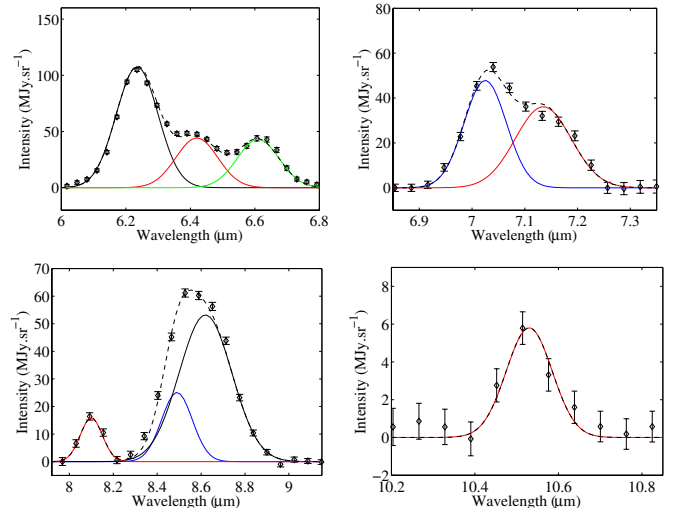 150
100
50
0
Intensity (MJy.sr⁻¹)
6 6.2 6.4 6.6 6.8
Wavelength (μm)
80
60
40
20
0
Intensity (MJy.sr⁻¹)
6.9 7 7.1 7.2 7.3
Wavelength (μm)
70
60
50
40
30
20
10
0
Intensity (MJy.sr⁻¹)
8 8.2 8.4 8.6 8.8 9
Wavelength (μm)
8
6
4
2
0
−2
Intensity (MJy.sr⁻¹)
10.2 10.4 10.6 10.8
Wavelength (μm)